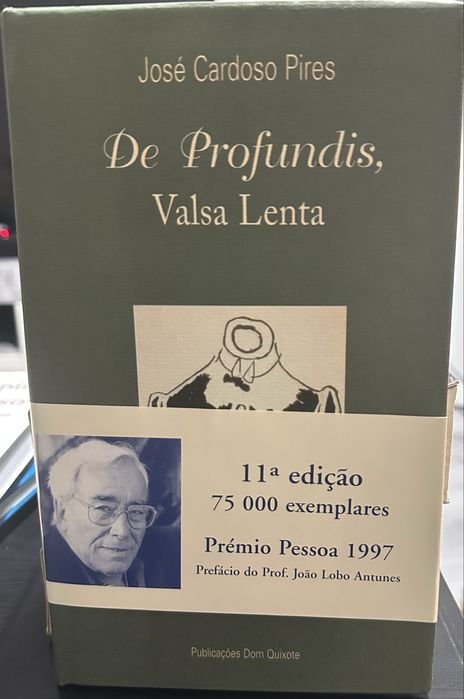 José Cardoso Pires
De Profundis,
Valsa Lenta
11ª edição
75 000 exemplares
Prémio Pessoa 1997
Prefácio do Prof. João Lobo Antunes
Publicações Dom Quixote